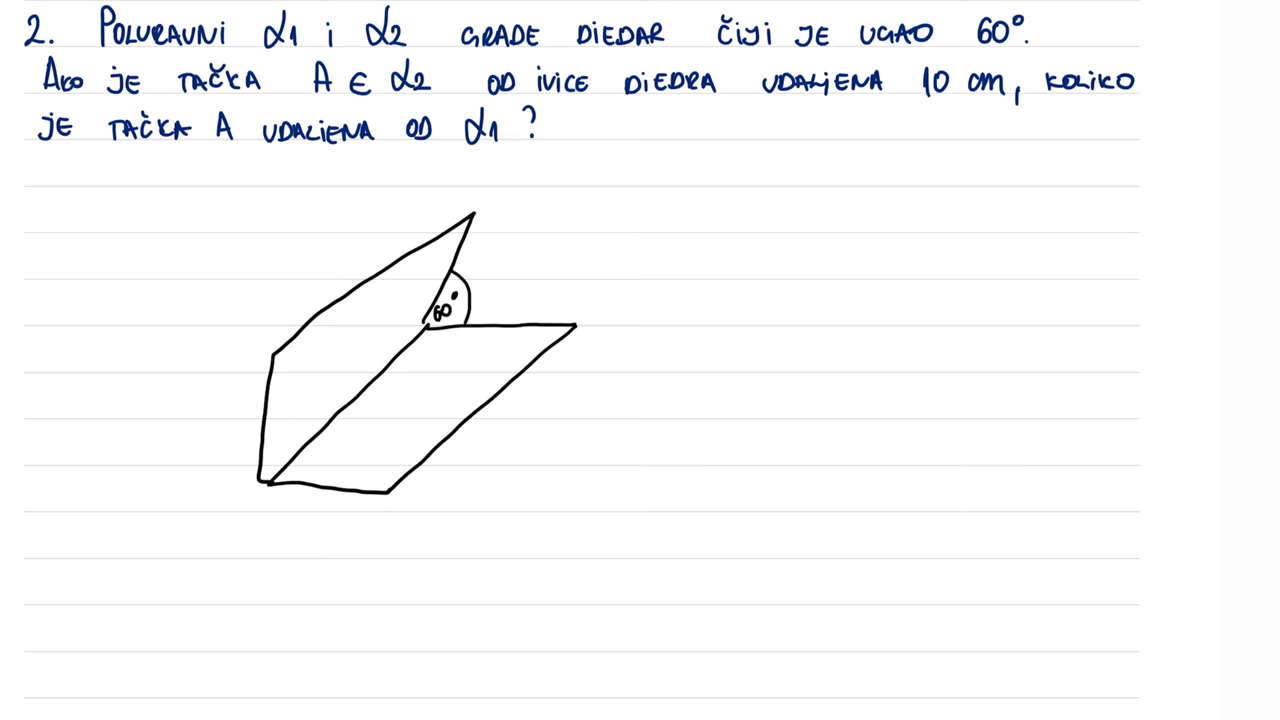 2. POLURAVNI α1 i α2 GRADE DIEDAR ČIJI JE UGAO 60°.
AKO JE TAČKA A ∈ α2 OD IVICE DIEDRA UDALJENA 10 cm, KOLIKO
JE TAČKA A UDALJENA OD α1 ?
60°